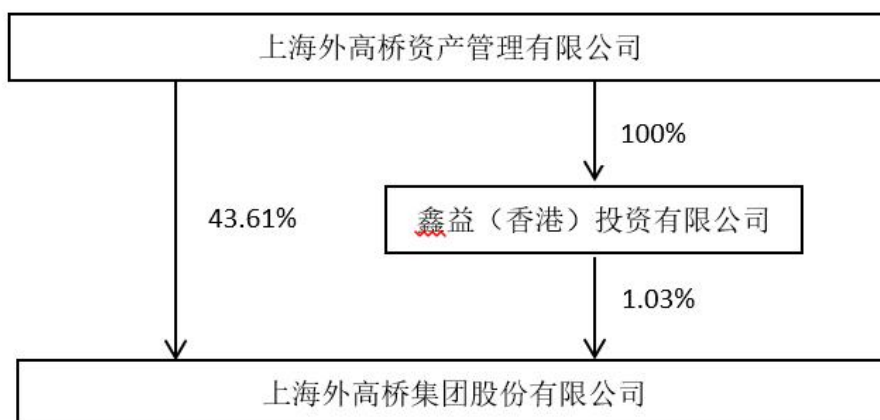 上海外高桥资产管理有限公司
100%
43.61%
鑫益（香港）投资有限公司
1.03%
上海外高桥集团股份有限公司